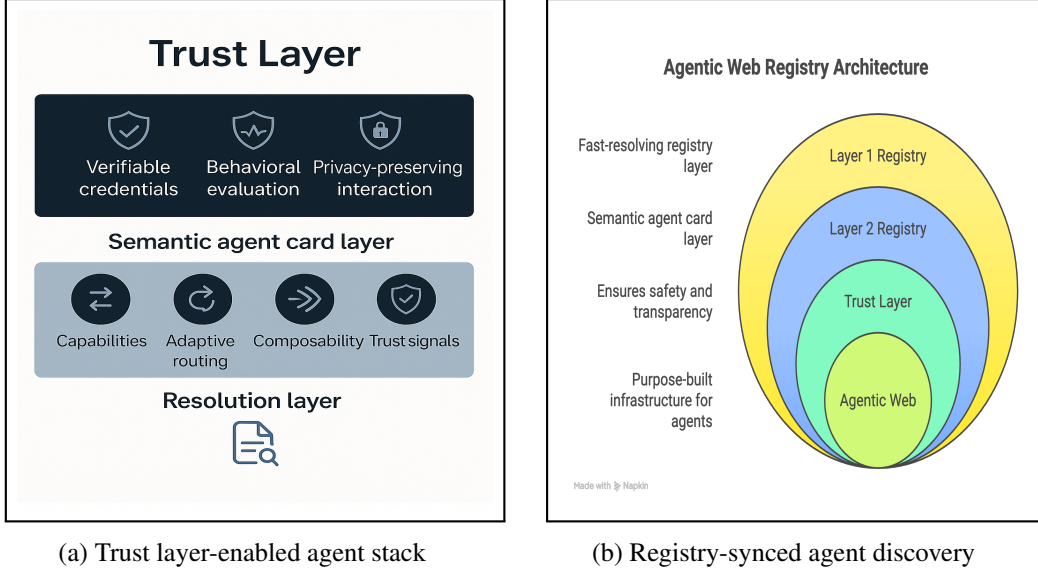 Trust Layer
Verifiable
credentials
Behavioral
evaluation
Privacy-preserving
interaction
Semantic agent card layer
Capabilities
Adaptive
routing
Composability
Trust signals
Resolution layer
(a) Trust layer-enabled agent stack
Agentic Web Registry Architecture
Fast-resolving registry
layer
Layer 1 Registry
Semantic agent card
layer
Layer 2 Registry
Ensures safety and
transparency
Trust Layer
Purpose-built
infrastructure for
agents
Agentic Web
Made with Napkin
(b) Registry-synced agent discovery